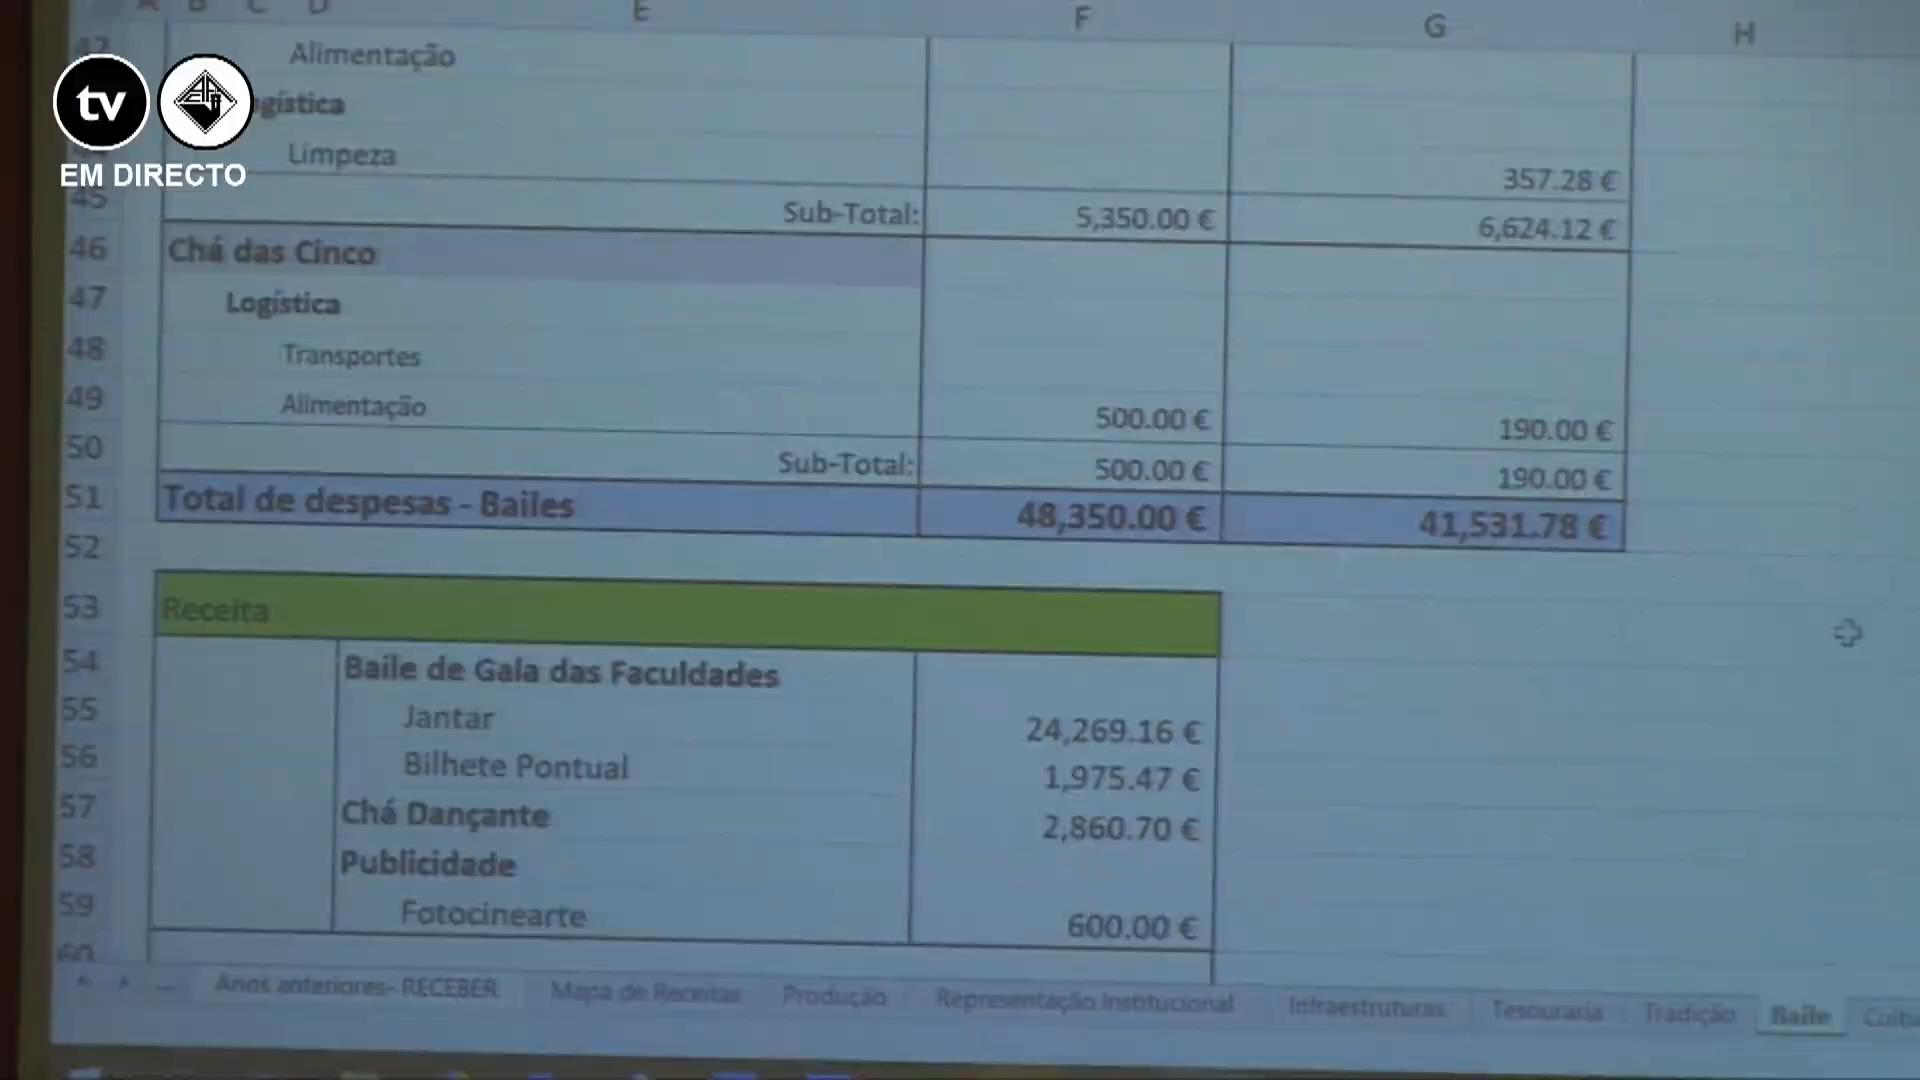 A B C D E F G H
42 Alimentação
tv
gística
Limpeza 357.28 €
EM DIRECTO
45 Sub-Total: 5,350.00 € 6,624.12 €
46 Chá das Cinco
47 Logística
48 Transportes
49 Alimentação 500.00 € 190.00 €
50 Sub-Total: 500.00 € 190.00 €
51 Total de despesas - Bailes 48,350.00 € 41,531.78 €
52
53 Receita
54 Baile de Gala das Faculdades
55 Jantar 24,269.16 €
56 Bilhete Pontual 1,975.47 €
57 Chá Dançante 2,860.70 €
58 Publicidade
59 Fotocinearte 600.00 €
60
... Anos anteriores- RECEBER Mapa de Receitas Produção Representação Institucional Infraestruturas Tesouraria Tradição Baile